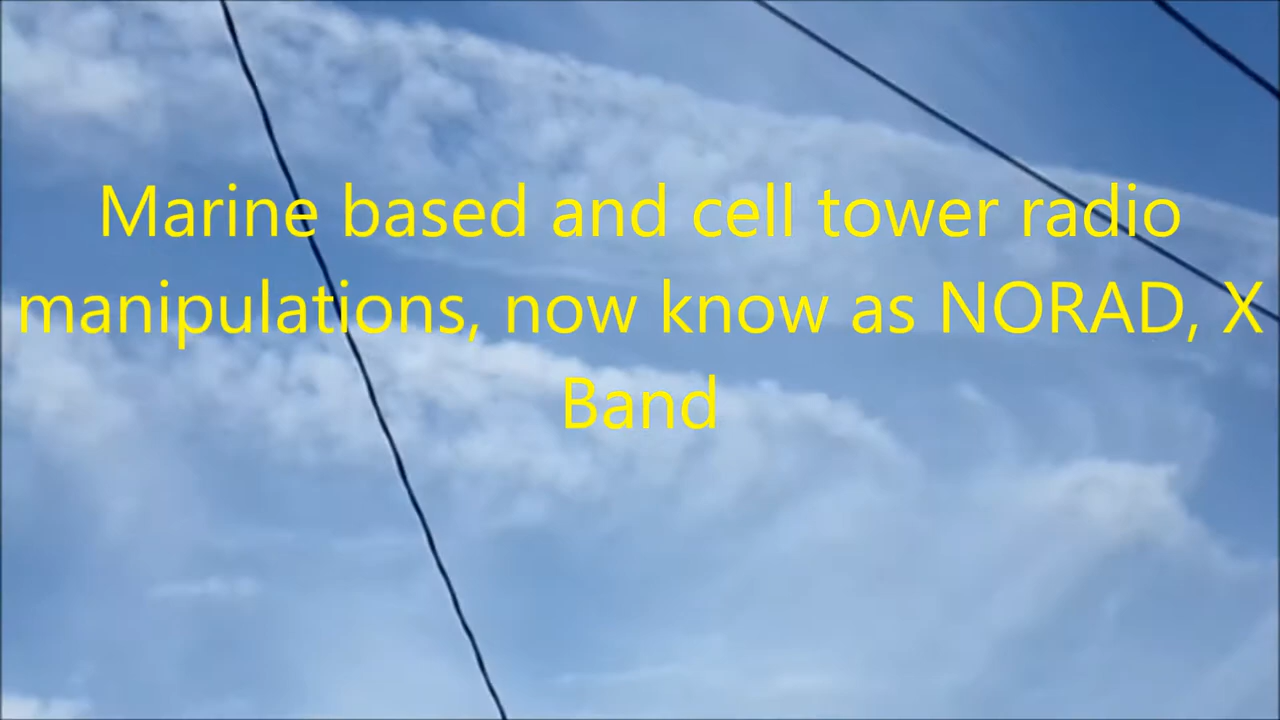 Marine based and cell tower radio
manipulations, now know as NORAD, X
Band